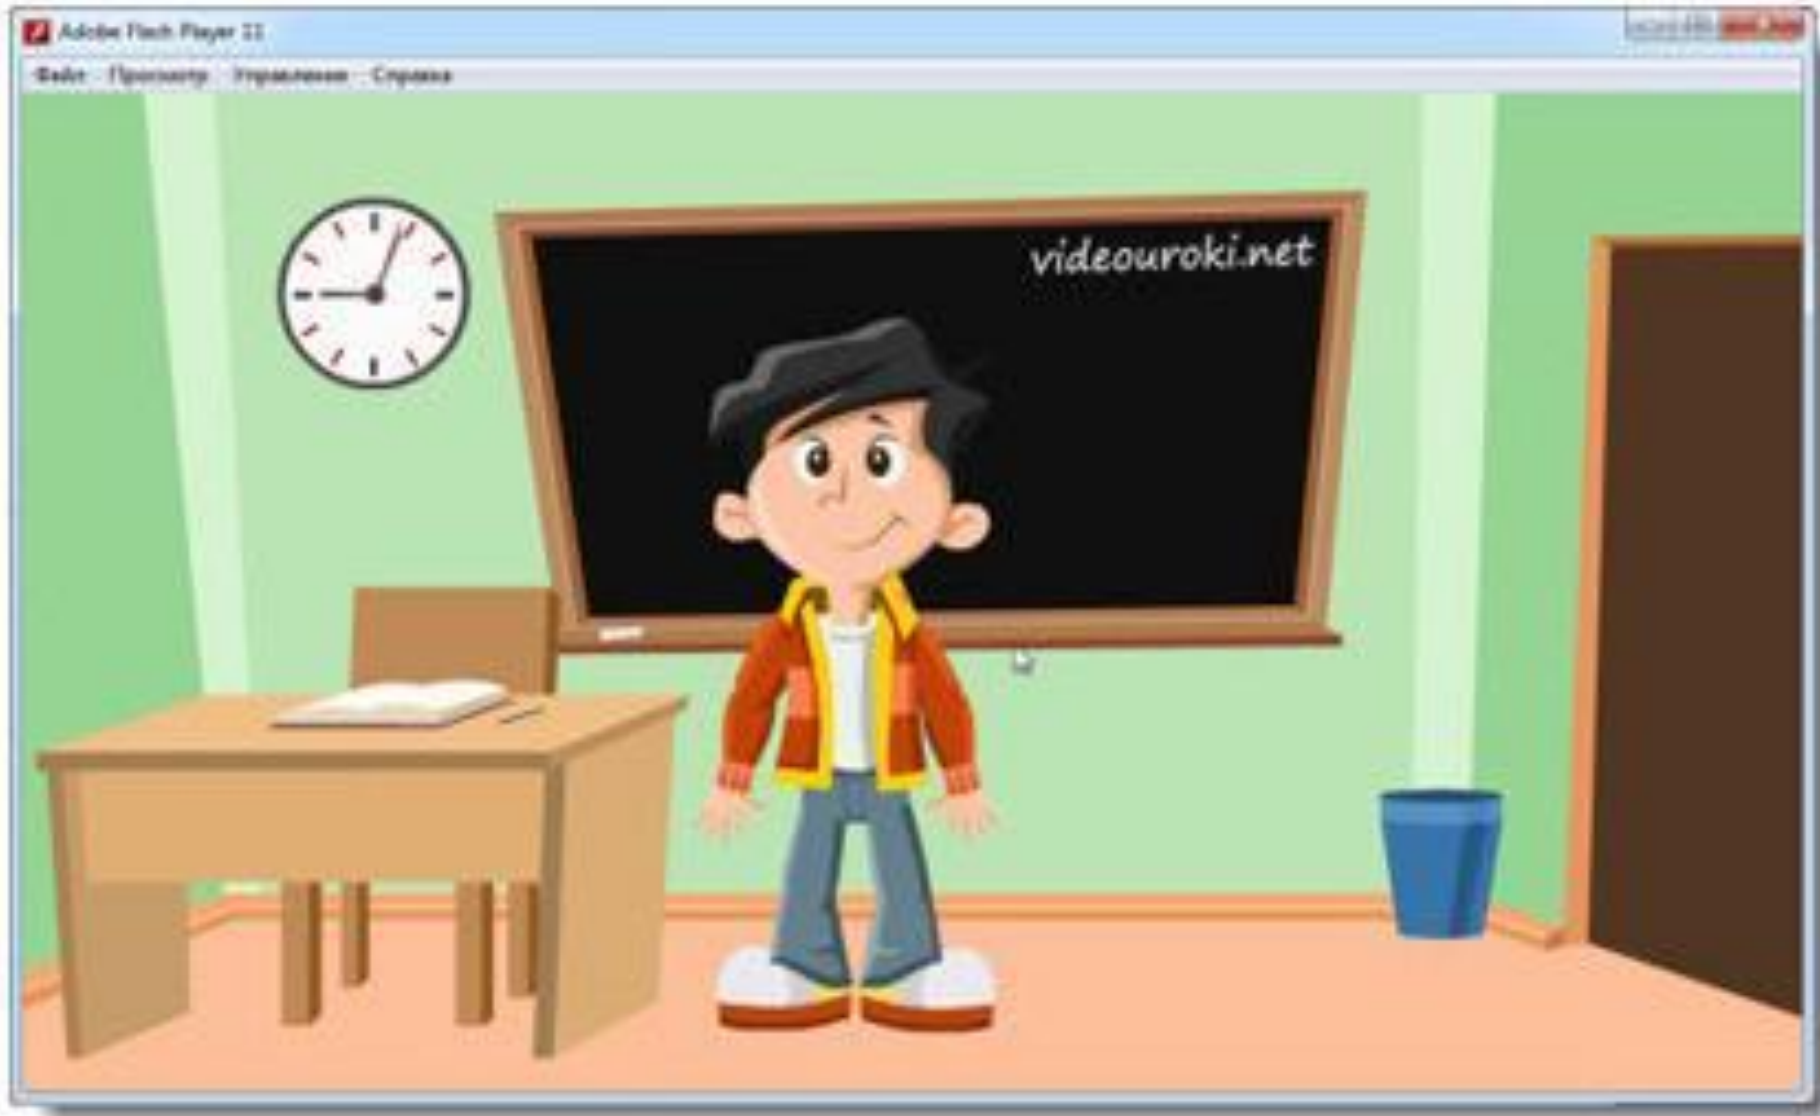 Adobe Flash Player 11
Файл Просмотр Управление Справка
videouroki.net